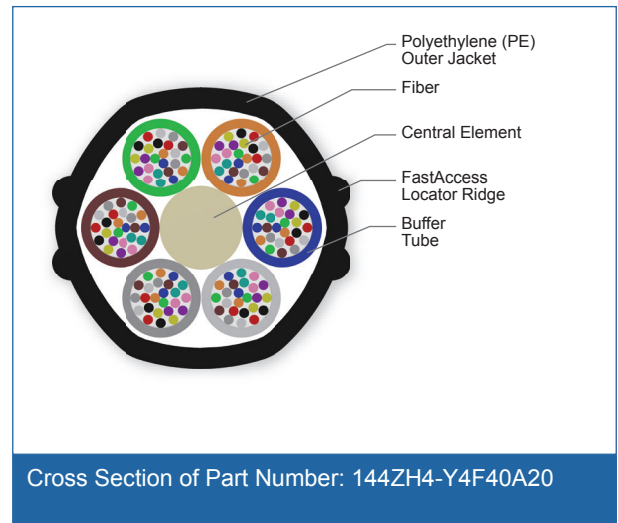 Polyethylene (PE)
Outer Jacket
Fiber
Central Element
FastAccess
Locator Ridge
Buffer
Tube
Cross Section of Part Number: 144ZH4-Y4F40A20